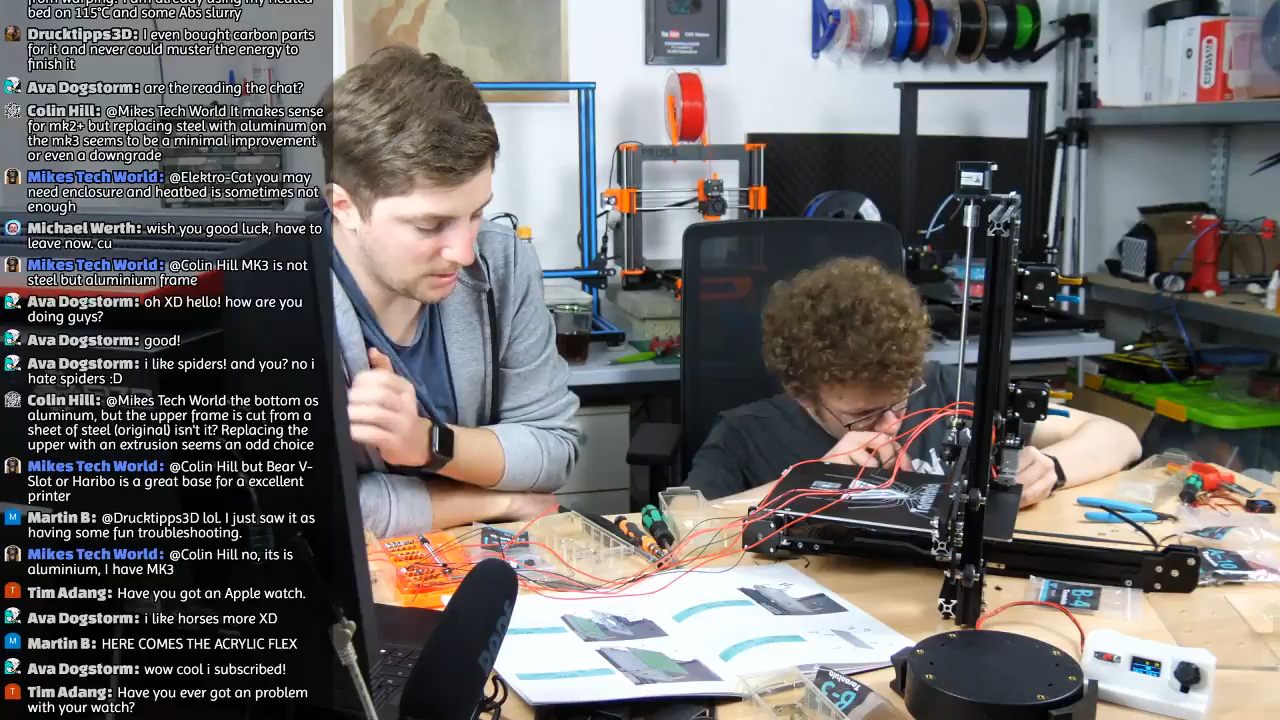 from warping. I am already using my heated
bed on 115°C and some Abs slurry
Drucktipps3D: I even bought carbon parts
for it and never could muster the energy to
finish it
Ava Dogstorm: are the reading the chat?
Colin Hill: @Mikes Tech World It makes sense
for mk2+ but replacing steel with aluminum on
the mk3 seems to be a minimal improvement
or even a downgrade
Mikes Tech World: @Elektro-Cat you may
need enclosure and heatbed is sometimes not
enough
Michael Werth: wish you good luck, have to
leave now. cu
Mikes Tech World: @Colin Hill MK3 is not
steel but aluminium frame
Ava Dogstorm: oh XD hello! how are you
doing guys?
Ava Dogstorm: good!
Ava Dogstorm: i like spiders! and you? no i
hate spiders :D
Colin Hill: @Mikes Tech World the bottom os
aluminum, but the upper frame is cut from a
sheet of steel (original) isn't it? Replacing the
upper with an extrusion seems an odd choice
Mikes Tech World: @Colin Hill but Bear V-
Slot or Haribo is a great base for a excellent
printer
Martin B: @Drucktipps3D lol. I just saw it as
having some fun troubleshooting.
Mikes Tech World: @Colin Hill no, its is
aluminium, I have MK3
Tim Adang: Have you got an Apple watch.
Ava Dogstorm: i like horses more XD
Martin B: HERE COMES THE ACRYLIC FLEX
Ava Dogstorm: wow cool i subscribed!
Tim Adang: Have you ever got an problem
with your watch?
PRUSA
YouTube
B-4
B-3
Tarantula